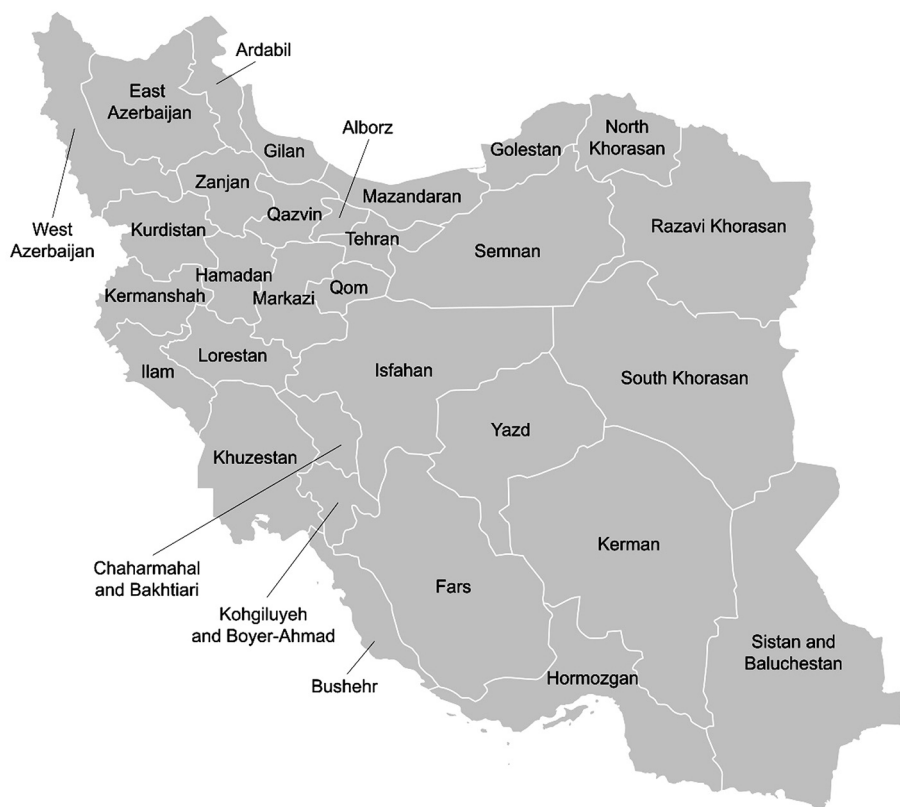 Ardabil
East
Azerbaijan
Alborz
North
Khorasan
Golestan
Gilan
Zanjan
Mazandaran
Qazvin
West
Azerbaijan
Kurdistan
Tehran
Semnan
Razavi Khorasan
Hamadan
Kermanshah
Markazi
Qom
Lorestan
Ilam
Isfahan
South Khorasan
Yazd
Khuzestan
Kerman
Chaharmahal
and Bakhtiari
Fars
Kohgiluyeh
and Boyer-Ahmad
Sistan and
Baluchestan
Bushehr
Hormozgan